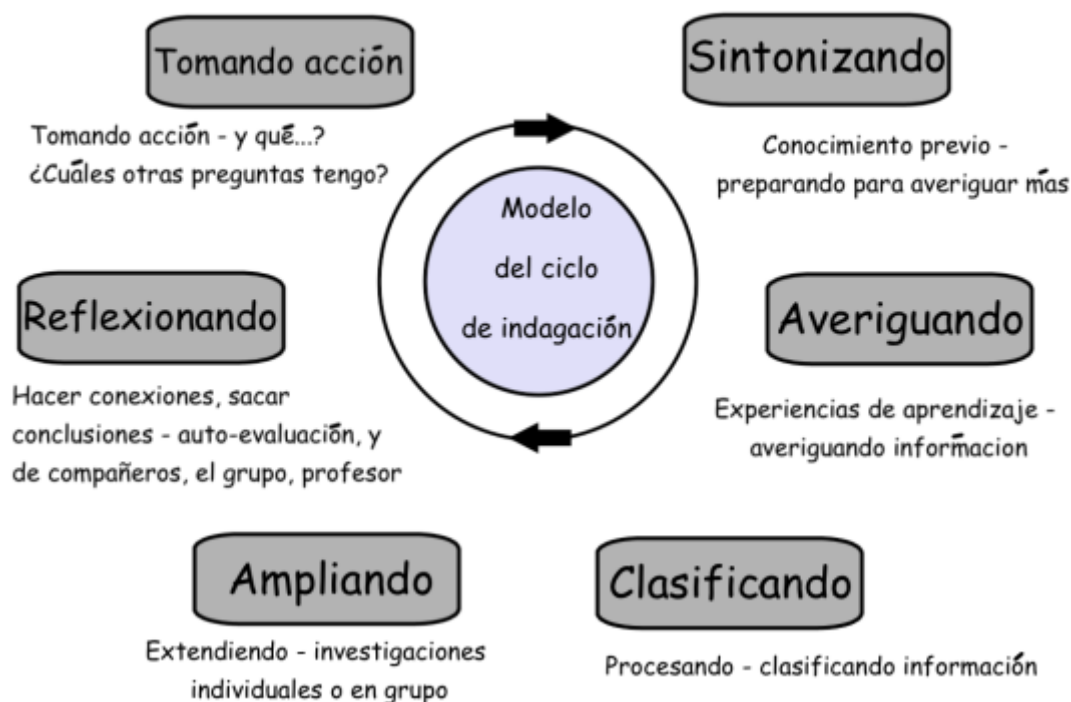 Tomando acción
Tomando acción - y qué...?
¿Cuáles otras preguntas tengo?
Sintonizando
Conocimiento previo -
preparando para averiguar más
Modelo
del ciclo
de indagación
Reflexionando
Hacer conexiones, sacar
conclusiones - auto-evaluación, y
de compañeros, el grupo, profesor
Averiguando
Experiencias de aprendizaje -
averiguando información
Ampliando
Extendiendo - investigaciones
individuales o en grupo
Clasificando
Procesando - clasificando información